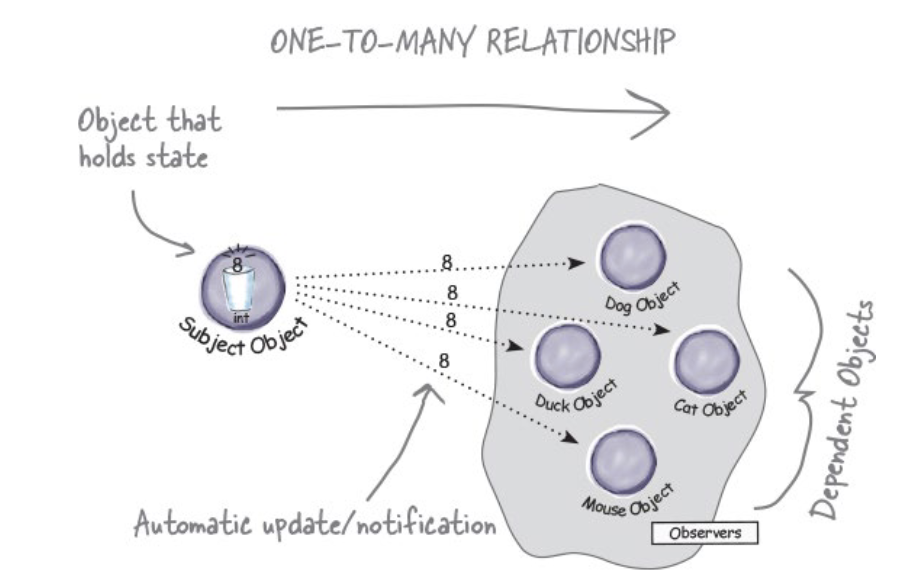 ONE-TO-MANY RELATIONSHIP
Object that
holds state
8
int
Subject Object
8
8
8
8
Dog Object
Duck Object
Cat Object
Mouse Object
Observers
Dependent Objects
Automatic update/notification